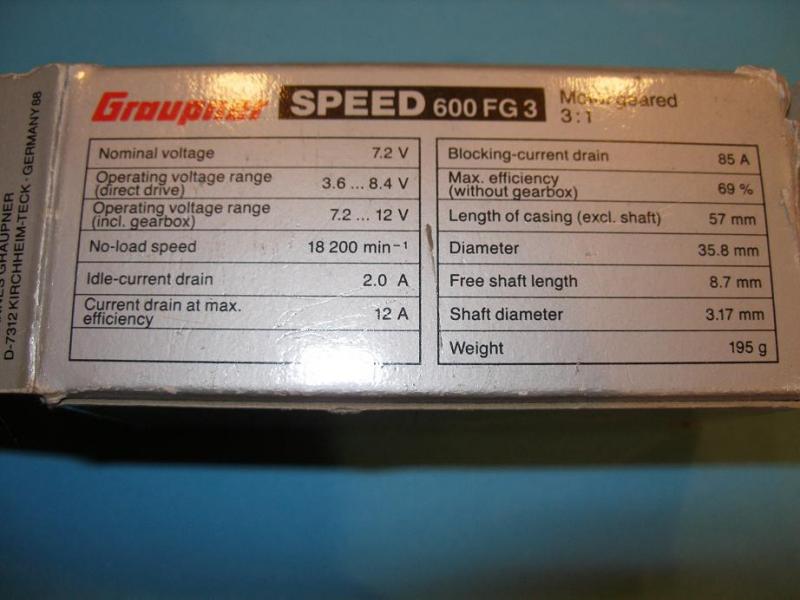 Graupner SPEED 600 FG 3 Motor geared
3:1
Nominal voltage 7.2 V
Operating voltage range
(direct drive) 3.6 ... 8.4 V
Operating voltage range
(incl. gearbox) 7.2 ... 12 V
No-load speed 18 200 min⁻¹
Idle-current drain 2.0 A
Current drain at max.
efficiency 12 A
Blocking-current drain 85 A
Max. efficiency
(without gearbox) 69 %
Length of casing (excl. shaft) 57 mm
Diameter 35.8 mm
Free shaft length 8.7 mm
Shaft diameter 3.17 mm
Weight 195 g
GRAUPNER
D-7312 KIRCHHEIM-TECK · GERMANY 88